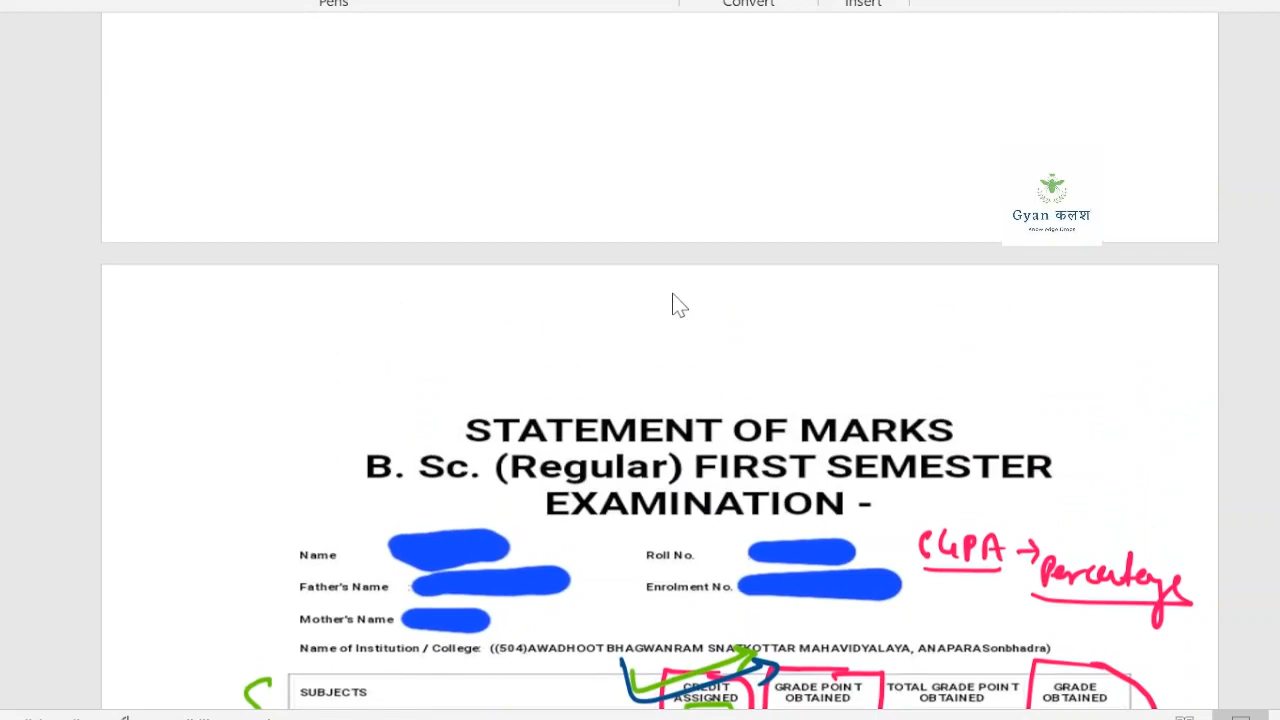 Pens Convert Insert
Gyan कलश
Knowledge Drops
STATEMENT OF MARKS
B. Sc. (Regular) FIRST SEMESTER
EXAMINATION -
CGPA → percentage
Name Roll No.
Father's Name : Enrolment No.
Mother's Name
Name of Institution / College: ((504)AWADHOOT BHAGWANRAM SNATKOTTAR MAHAVIDYALAYA, ANAPARASonbhadra)
SUBJECTS CREDIT ASSIGNED GRADE POINT OBTAINED TOTAL GRADE POINT OBTAINED GRADE OBTAINED